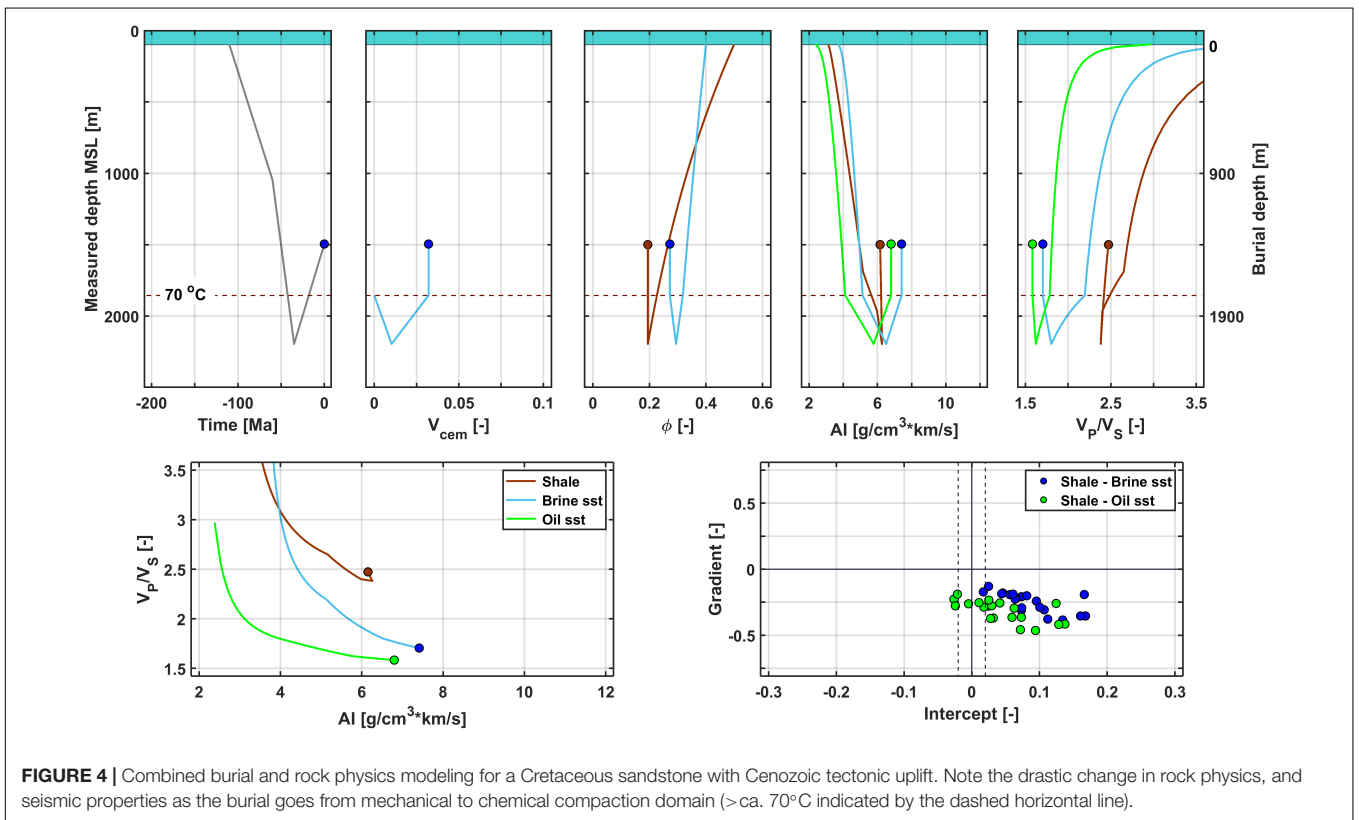 0
1000
2000
Measured depth MSL [m]
70 °C
-200 -100 0
Time [Ma]
0 0.05 0.1
V_cem [-]
0 0.2 0.4 0.6
ϕ [-]
2 6 10
AI [g/cm³*km/s]
1.5 2.5 3.5
V_P/V_S [-]
0
900
1900
Burial depth [m]
3.5
3
2.5
2
1.5
V_P/V_S [-]
Shale
Brine sst
Oil sst
2 4 6 8 10 12
AI [g/cm³*km/s]
0.5
0
-0.5
Gradient [-]
Shale - Brine sst
Shale - Oil sst
-0.3 -0.2 -0.1 0 0.1 0.2 0.3
Intercept [-]
FIGURE 4 | Combined burial and rock physics modeling for a Cretaceous sandstone with Cenozoic tectonic uplift. Note the drastic change in rock physics, and
seismic properties as the burial goes from mechanical to chemical compaction domain (>ca. 70°C indicated by the dashed horizontal line).